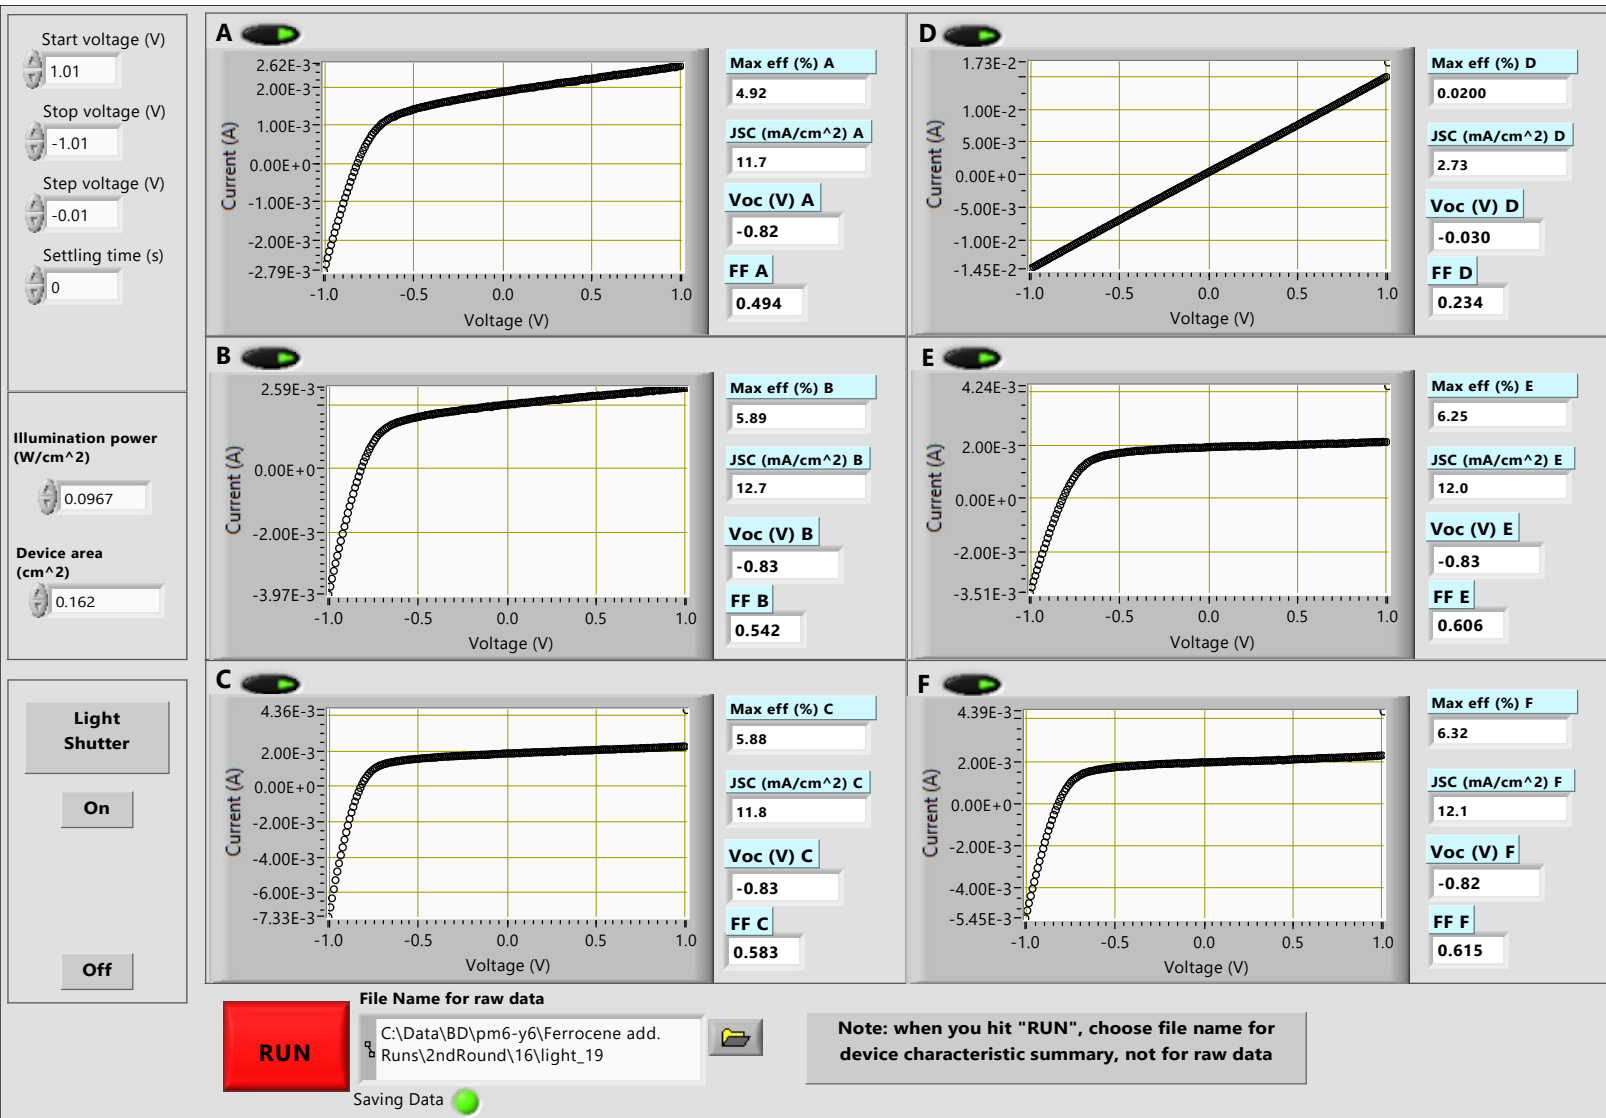 Start voltage (V)
1.01
Stop voltage (V)
-1.01
Step voltage (V)
-0.01
Settling time (s)
0
Illumination power
(W/cm^2)
0.0967
Device area
(cm^2)
0.162
Light
Shutter
On
Off
A
Current (A)
2.62E-3
2.00E-3
1.00E-3
0.00E+0
-1.00E-3
-2.00E-3
-2.79E-3
-1.0 -0.5 0.0 0.5 1.0
Voltage (V)
Max eff (%) A
4.92
JSC (mA/cm^2) A
11.7
Voc (V) A
-0.82
FF A
0.494
B
Current (A)
2.59E-3
0.00E+0
-2.00E-3
-3.97E-3
-1.0 -0.5 0.0 0.5 1.0
Voltage (V)
Max eff (%) B
5.89
JSC (mA/cm^2) B
12.7
Voc (V) B
-0.83
FF B
0.542
C
Current (A)
4.36E-3
2.00E-3
0.00E+0
-2.00E-3
-4.00E-3
-6.00E-3
-7.33E-3
-1.0 -0.5 0.0 0.5 1.0
Voltage (V)
Max eff (%) C
5.88
JSC (mA/cm^2) C
11.8
Voc (V) C
-0.83
FF C
0.583
D
Current (A)
1.73E-2
1.00E-2
5.00E-3
0.00E+0
-5.00E-3
-1.00E-2
-1.45E-2
-1.0 -0.5 0.0 0.5 1.0
Voltage (V)
Max eff (%) D
0.0200
JSC (mA/cm^2) D
2.73
Voc (V) D
-0.030
FF D
0.234
E
Current (A)
4.24E-3
2.00E-3
0.00E+0
-2.00E-3
-3.51E-3
-1.0 -0.5 0.0 0.5 1.0
Voltage (V)
Max eff (%) E
6.25
JSC (mA/cm^2) E
12.0
Voc (V) E
-0.83
FF E
0.606
F
Current (A)
4.39E-3
2.00E-3
0.00E+0
-2.00E-3
-4.00E-3
-5.45E-3
-1.0 -0.5 0.0 0.5 1.0
Voltage (V)
Max eff (%) F
6.32
JSC (mA/cm^2) F
12.1
Voc (V) F
-0.82
FF F
0.615
RUN
File Name for raw data
C:\Data\BD\pm6-y6\Ferrocene add.
Runs\2ndRound\16\light_19
Saving Data
Note: when you hit "RUN", choose file name for
device characteristic summary, not for raw data